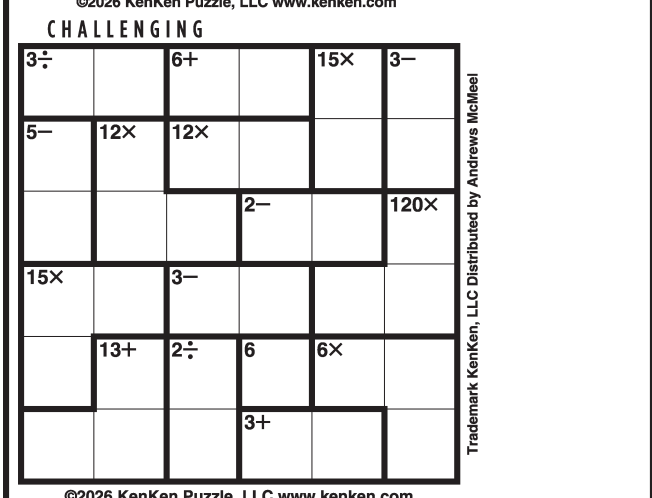 ©2026 KenKen Puzzle, LLC www.kenken.com
CHALLENGING
3÷ 6+ 15× 3−
5− 12× 12×
2− 120×
15× 3−
13+ 2÷ 6 6×
3+
©2026 KenKen Puzzle, LLC www.kenken.com
Trademark KenKen, LLC Distributed by Andrews McMeel